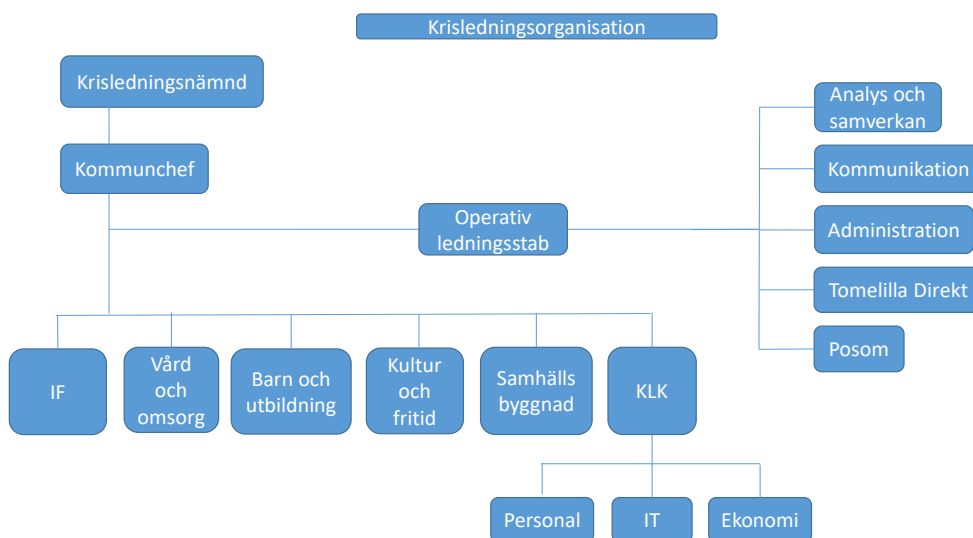 Krisledningsorganisation
Krisledningsnämnd
Kommunchef
Operativ
ledningsstab
Analys och
samverkan
Kommunikation
Administration
Tomelilla Direkt
Posom
IF
Vård
och
omsorg
Barn och
utbildning
Kultur
och
fritid
Samhälls
byggnad
KLK
Personal
IT
Ekonomi